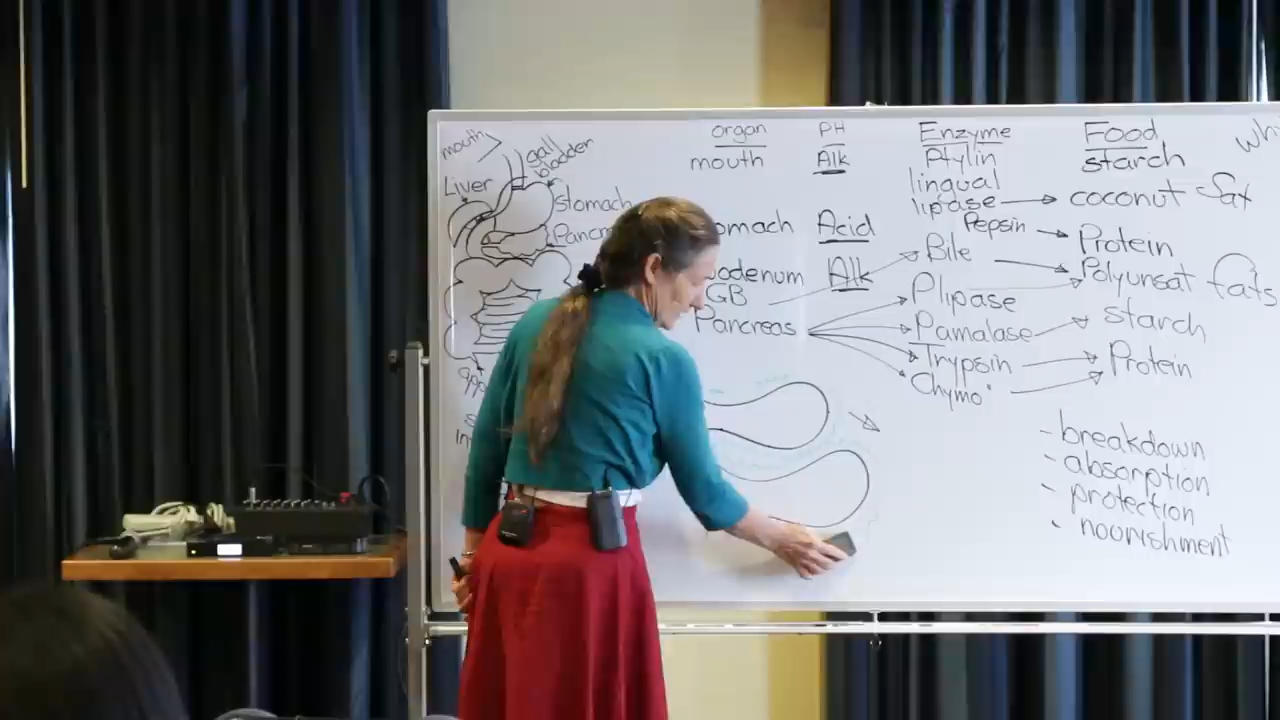 mouth
gall
bladder
Liver
stomach
organ PH Enzyme Food
mouth Alk Ptylin starch
lingual
lipase coconut fat
Pepsin Protein
Acid
Bile
Alk Polyunsat fats
GB
Plipase
Pancreas Pamalase starch
Trypsin Protein
Chymo
- breakdown
- absorption
- protection
- nourishment